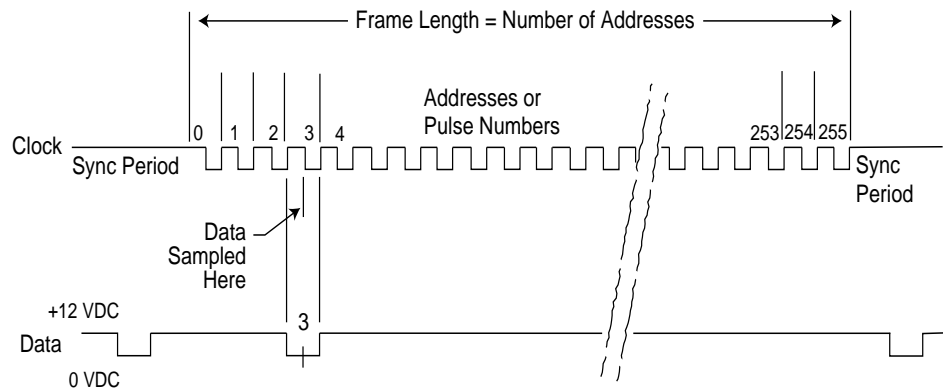 Frame Length = Number of Addresses
Addresses or
Pulse Numbers
0 1 2 3 4 253 254 255
Clock
Sync Period
Sync
Period
Data
Sampled
Here
+12 VDC
3
Data
0 VDC